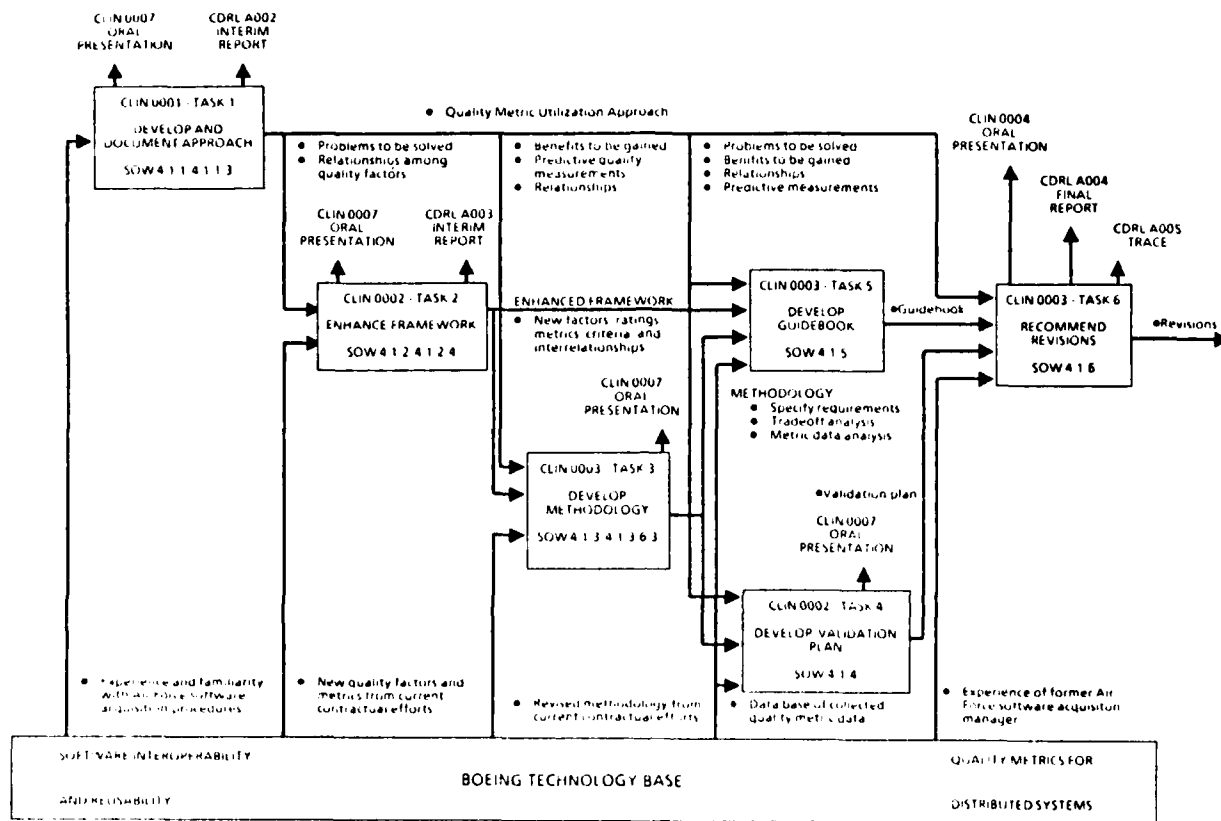 CLIN 0007
ORAL
PRESENTATION
CDRL A002
INTERIM
REPORT
CLIN 0001 - TASK 1
DEVELOP AND
DOCUMENT APPROACH
SOW 4 1 1 4 1 1 3
• Quality Metric Utilization Approach
• Problems to be solved
• Relationships among
quality factors
• Benefits to be gained
• Predictive quality
measurements
• Relationships
• Problems to be solved
• Benifits to be gained
• Relationships
• Predictive measurements
CLIN 0004
ORAL
PRESENTATION
CDRL A004
FINAL
REPORT
CDRL A005
TRACE
CLIN 0007
ORAL
PRESENTATION
CDRL A003
INTERIM
REPORT
CLIN 0002 - TASK 2
ENHANCE FRAMEWORK
SOW 4 1 2 4 1 2 4
ENHANCED FRAMEWORK
• New factors, ratings
metrics criteria and
interrelationships
CLIN 0003 - TASK 5
DEVELOP
GUIDEBOOK
SOW 4 1 5
• Guidebook
CLIN 0003 - TASK 6
RECOMMEND
REVISIONS
SOW 4 1 6
• Revisions
CLIN 0007
ORAL
PRESENTATION
METHODOLOGY
• Specify requirements
• Tradeoff analysis
• Metric data analysis
CLIN 0003 - TASK 3
DEVELOP
METHODOLOGY
SOW 4 1 3 4 1 3 6 3
• Validation plan
CLIN 0007
ORAL
PRESENTATION
CLIN 0002 - TASK 4
DEVELOP VALIDATION
PLAN
SOW 4 1 4
• Experience and familiarity
with Air Force software
acquisition procedures
• New quality factors and
metrics from current
contractual efforts
• Revised methodology from
current contractual efforts
• Data base of collected
quality metric data
• Experience of former Air
Force software acquisiton
manager
SOFTWARE INTEROPERABILITY
AND REUSABILITY
BOEING TECHNOLOGY BASE
QUALITY METRICS FOR
DISTRIBUTED SYSTEMS